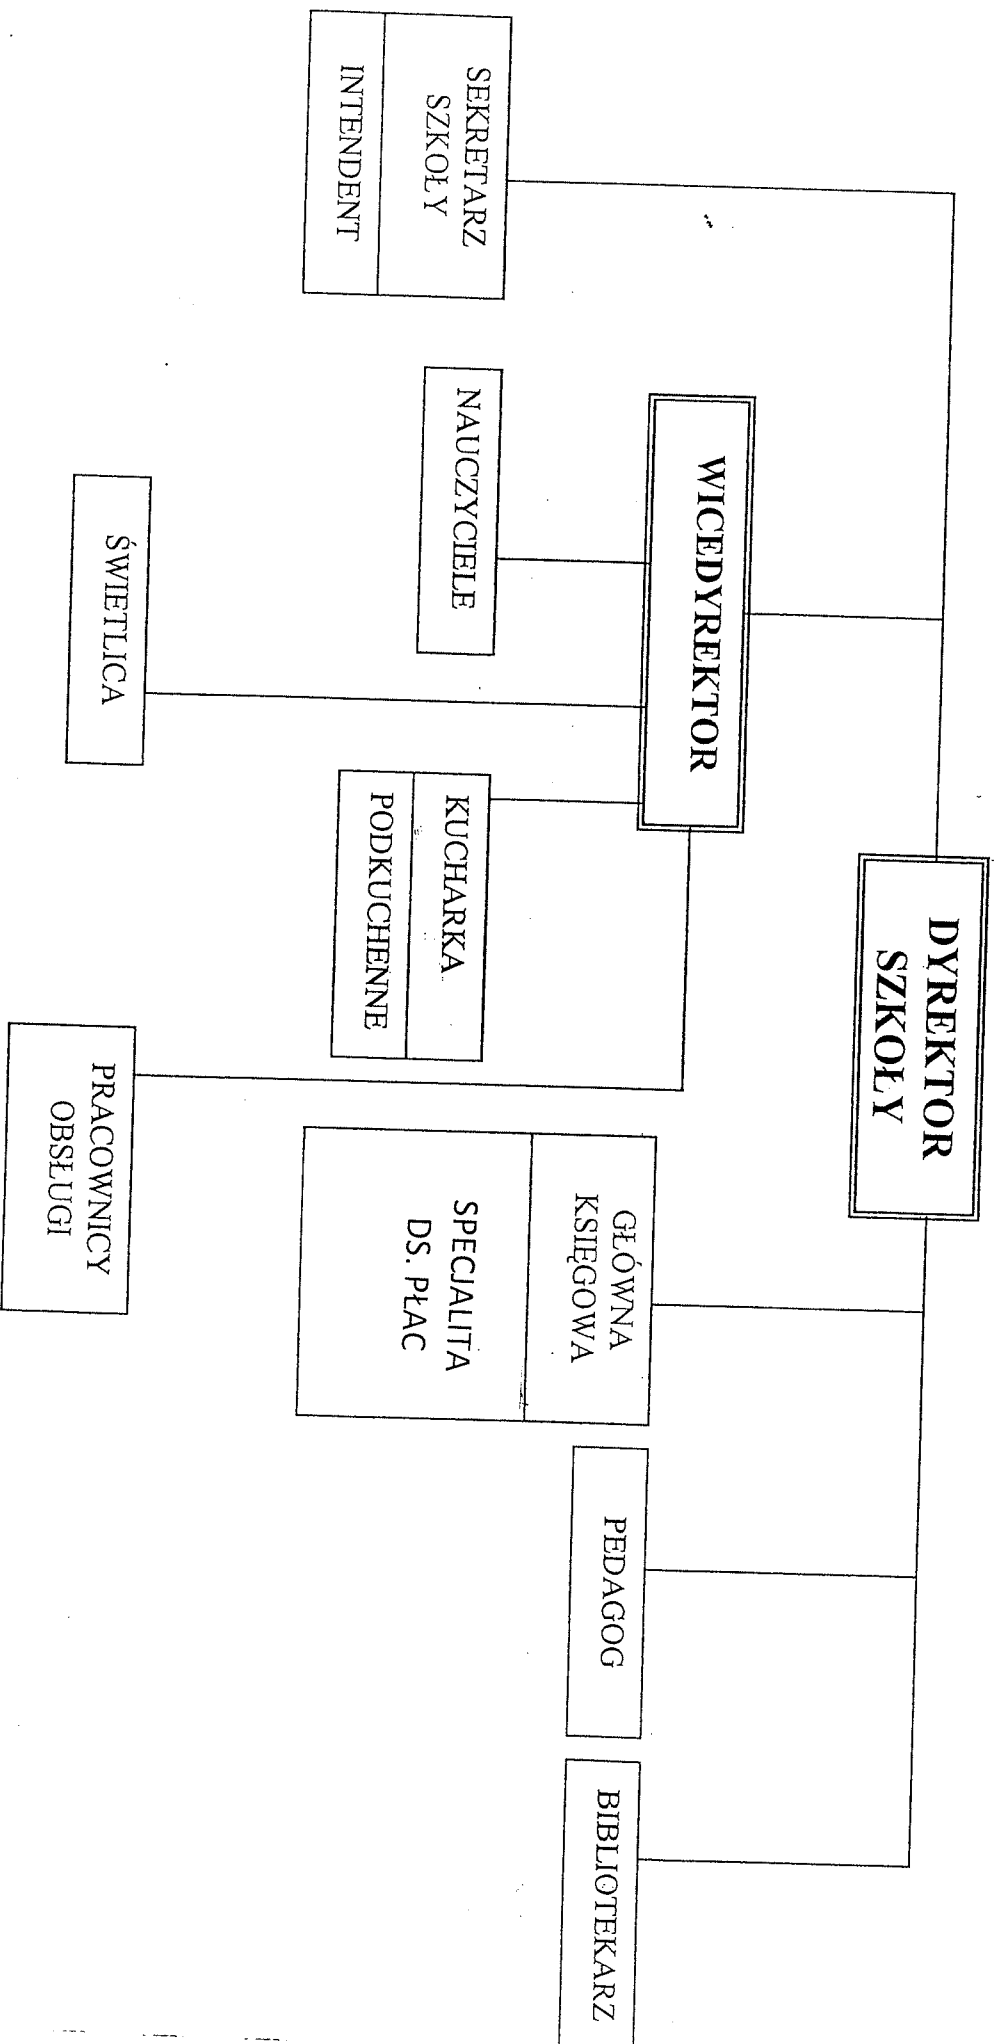 DYREKTOR
SZKOŁY
WICEDYREKTOR
SEKRETARZ
SZKOŁY
INTENDENT
NAUCZYCIELE
ŚWIETLICA
KUCHARKA
PODKUCHENNE
PRACOWNICY
OBSŁUGI
GŁÓWNA
KSIĘGOWA
SPECJALITA
DS. PŁAC
PEDAGOG
BIBLIOTEKARZ